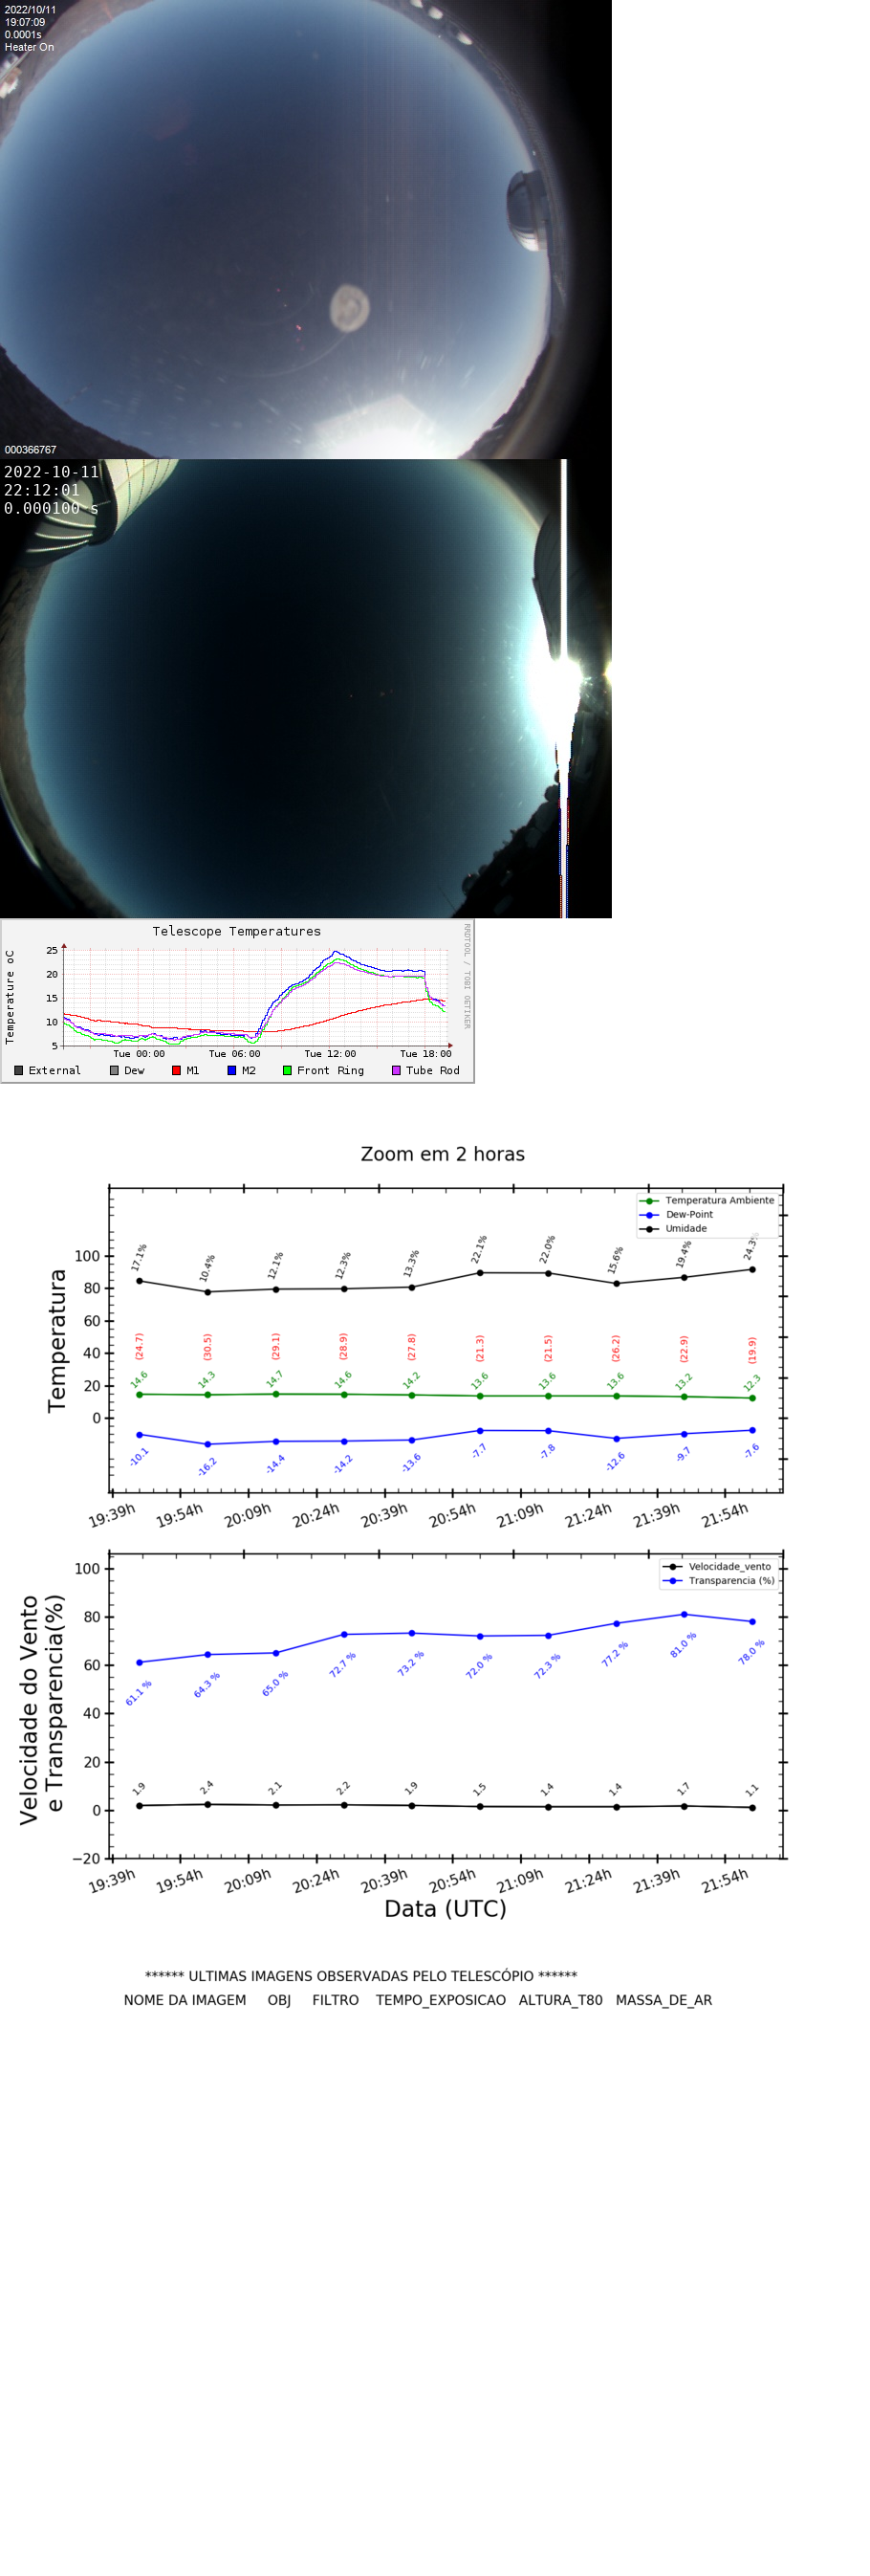 2022/10/11
19:07:09
0.0001s
Heater On
000366767
2022-10-11
22:12:01
0.000100 s
Telescope Temperatures
RRDTOOL / TOBI OETIKER
Temperature oC
25
20
15
10
5
Tue 00:00 Tue 06:00 Tue 12:00 Tue 18:00
External Dew M1 M2 Front Ring Tube Rod
Zoom em 2 horas
Temperatura Ambiente
Dew-Point
Umidade
Temperatura
100
80
60
40
20
0
17.1% 10.4% 12.1% 12.3% 13.3% 22.1% 22.0% 15.6% 19.4% 24.3%
(24.7) (30.5) (29.1) (28.9) (27.8) (21.3) (21.5) (26.2) (22.9) (19.9)
14.6 14.3 14.7 14.6 14.2 13.6 13.6 13.6 13.2 12.3
-10.1 -16.2 -14.4 -14.2 -13.6 -7.7 -7.8 -12.6 -9.7 -7.6
19:39h 19:54h 20:09h 20:24h 20:39h 20:54h 21:09h 21:24h 21:39h 21:54h
Velocidade_vento
Transparencia (%)
Velocidade do Vento
e Transparencia(%)
100
80
60
40
20
0
−20
61.1 % 64.3 % 65.0 % 72.7 % 73.2 % 72.0 % 72.3 % 77.2 % 81.0 % 78.0 %
1.9 2.4 2.1 2.2 1.9 1.5 1.4 1.4 1.7 1.1
19:39h 19:54h 20:09h 20:24h 20:39h 20:54h 21:09h 21:24h 21:39h 21:54h
Data (UTC)
****** ULTIMAS IMAGENS OBSERVADAS PELO TELESCÓPIO ******
NOME DA IMAGEM OBJ FILTRO TEMPO_EXPOSICAO ALTURA_T80 MASSA_DE_AR